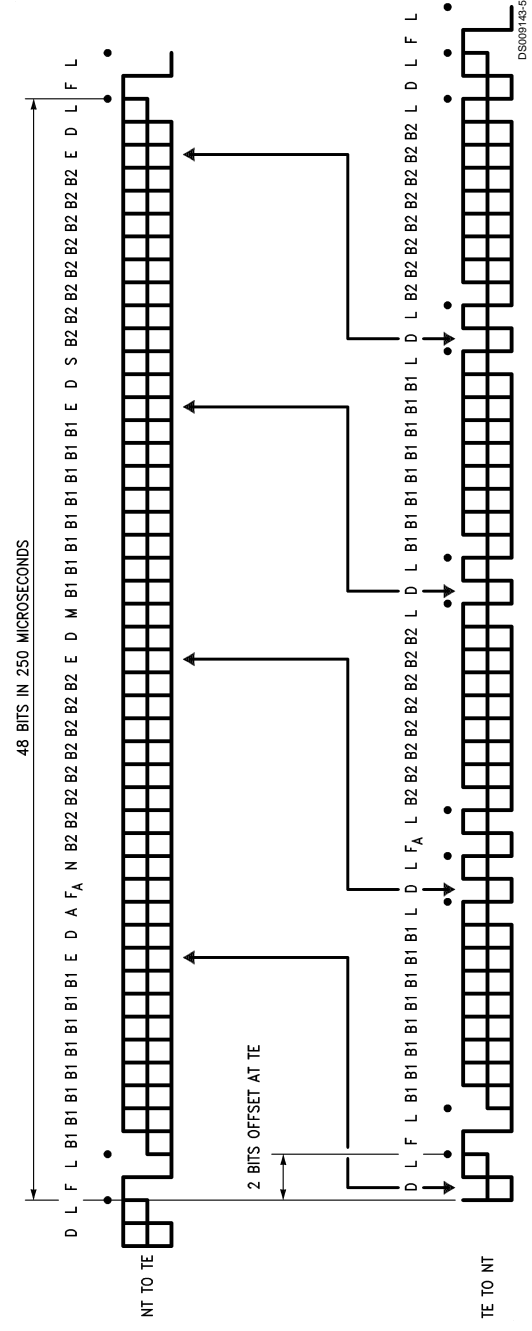 48 BITS IN 250 MICROSECONDS
D L F L B1 B1 B1 B1 B1 B1 B1 B1 E D A FA N B2 B2 B2 B2 B2 B2 B2 B2 E D M B1 B1 B1 B1 B1 B1 B1 B1 E D S B2 B2 B2 B2 B2 B2 B2 B2 E D L F L
NT TO TE
2 BITS OFFSET AT TE
D L F L B1 B1 B1 B1 B1 B1 B1 B1 L D L FA L B2 B2 B2 B2 B2 B2 B2 B2 L D L B1 B1 B1 B1 B1 B1 B1 B1 L D L B2 B2 B2 B2 B2 B2 B2 B2 L D L F L
TE TO NT
DS009143-5